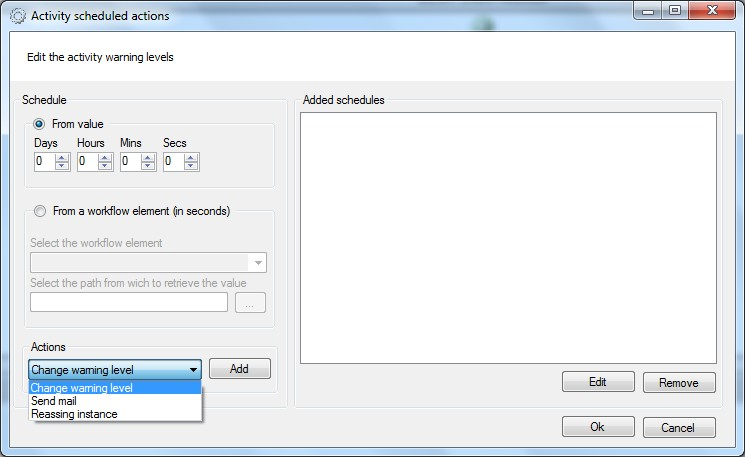 Activity scheduled actions
Edit the activity warning levels
Schedule
From value
Days Hours Mins Secs
0 0 0 0
From a workflow element (in seconds)
Select the workflow element
Select the path from wich to retrieve the value
...
Actions
Change warning level
Add
Change warning level
Send mail
Reassing instance
Added schedules
Edit Remove
Ok Cancel